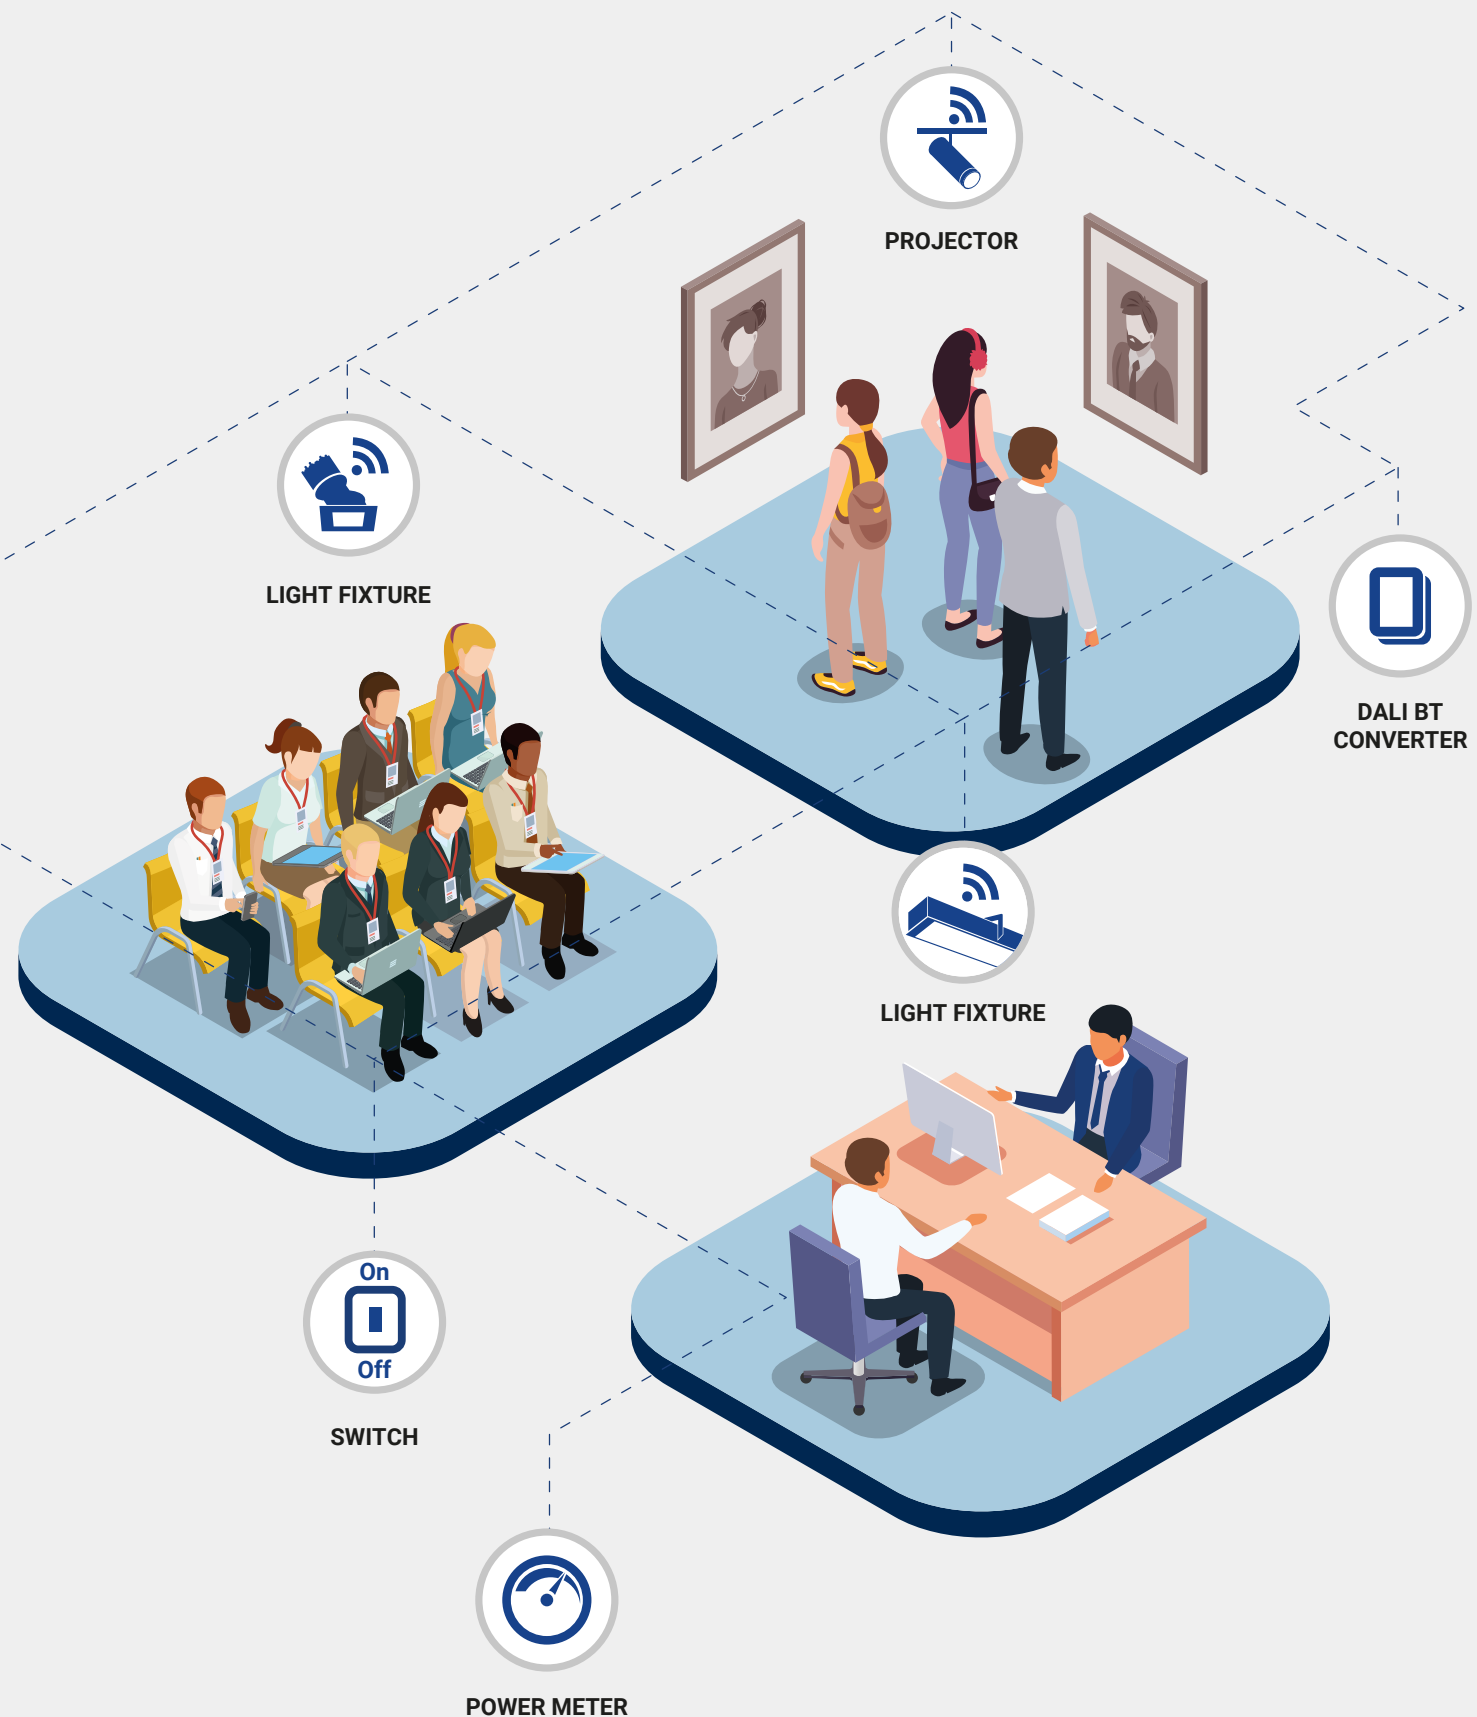 PROJECTOR
LIGHT FIXTURE
DALI BT
CONVERTER
LIGHT FIXTURE
On
Off
SWITCH
POWER METER